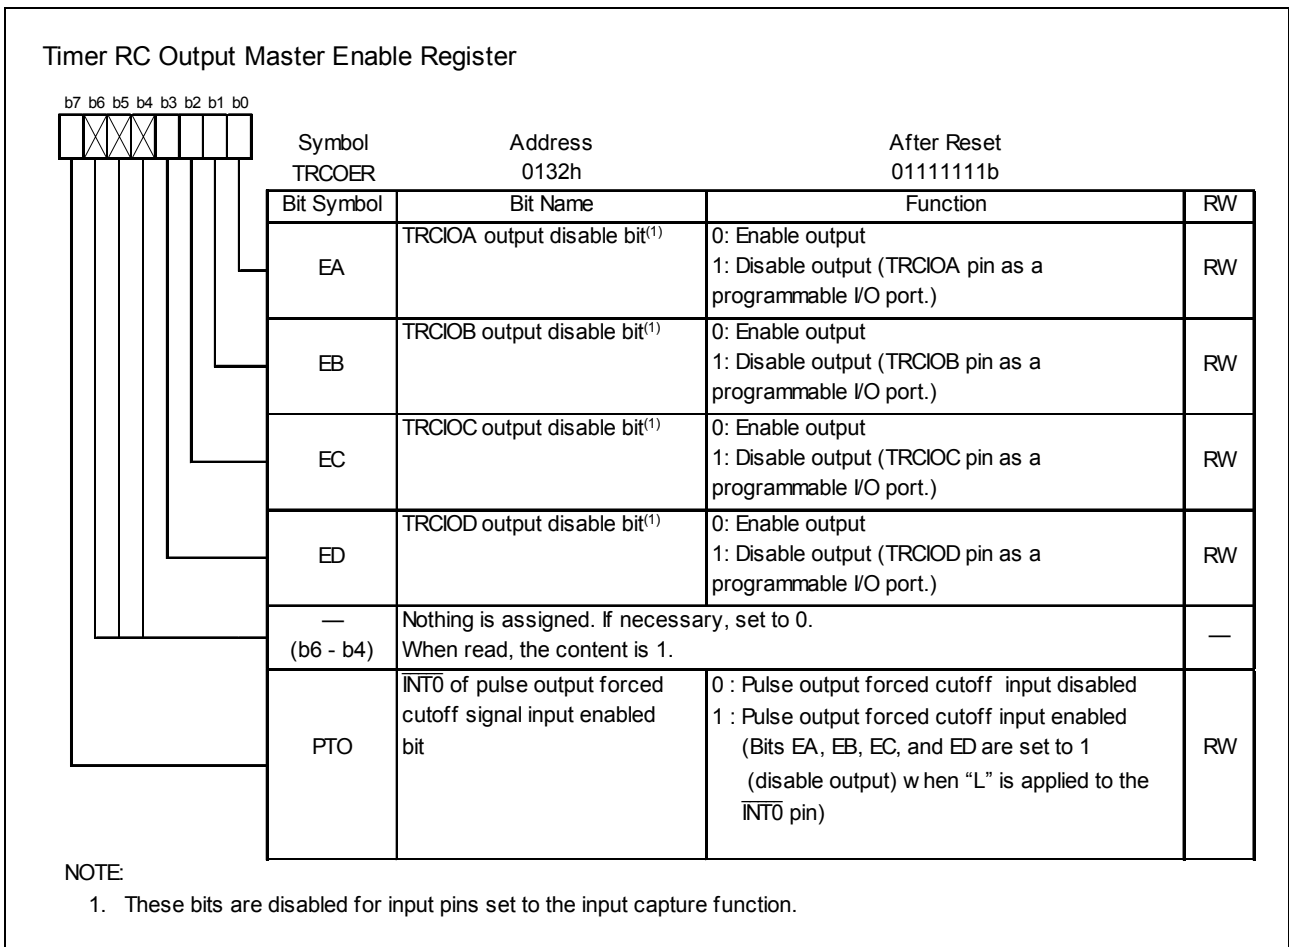 Timer RC Output Master Enable Register
b7 b6 b5 b4 b3 b2 b1 b0
Symbol Address After Reset
TRCOER 0132h 01111111b
Bit Symbol Bit Name Function RW
EA TRCIOA output disable bit(1) 0: Enable output
1: Disable output (TRCIOA pin as a
programmable I/O port.) RW
EB TRCIOB output disable bit(1) 0: Enable output
1: Disable output (TRCIOB pin as a
programmable I/O port.) RW
EC TRCIOC output disable bit(1) 0: Enable output
1: Disable output (TRCIOC pin as a
programmable I/O port.) RW
ED TRCIOD output disable bit(1) 0: Enable output
1: Disable output (TRCIOD pin as a
programmable I/O port.) RW
— Nothing is assigned. If necessary, set to 0.
(b6 - b4) When read, the content is 1. —
PTO
INT0 of pulse output forced
cutoff signal input enabled
bit
0 : Pulse output forced cutoff input disabled
1 : Pulse output forced cutoff input enabled
(Bits EA, EB, EC, and ED are set to 1
(disable output) w hen “L” is applied to the
INT0 pin)
RW
NOTE:
1. These bits are disabled for input pins set to the input capture function.